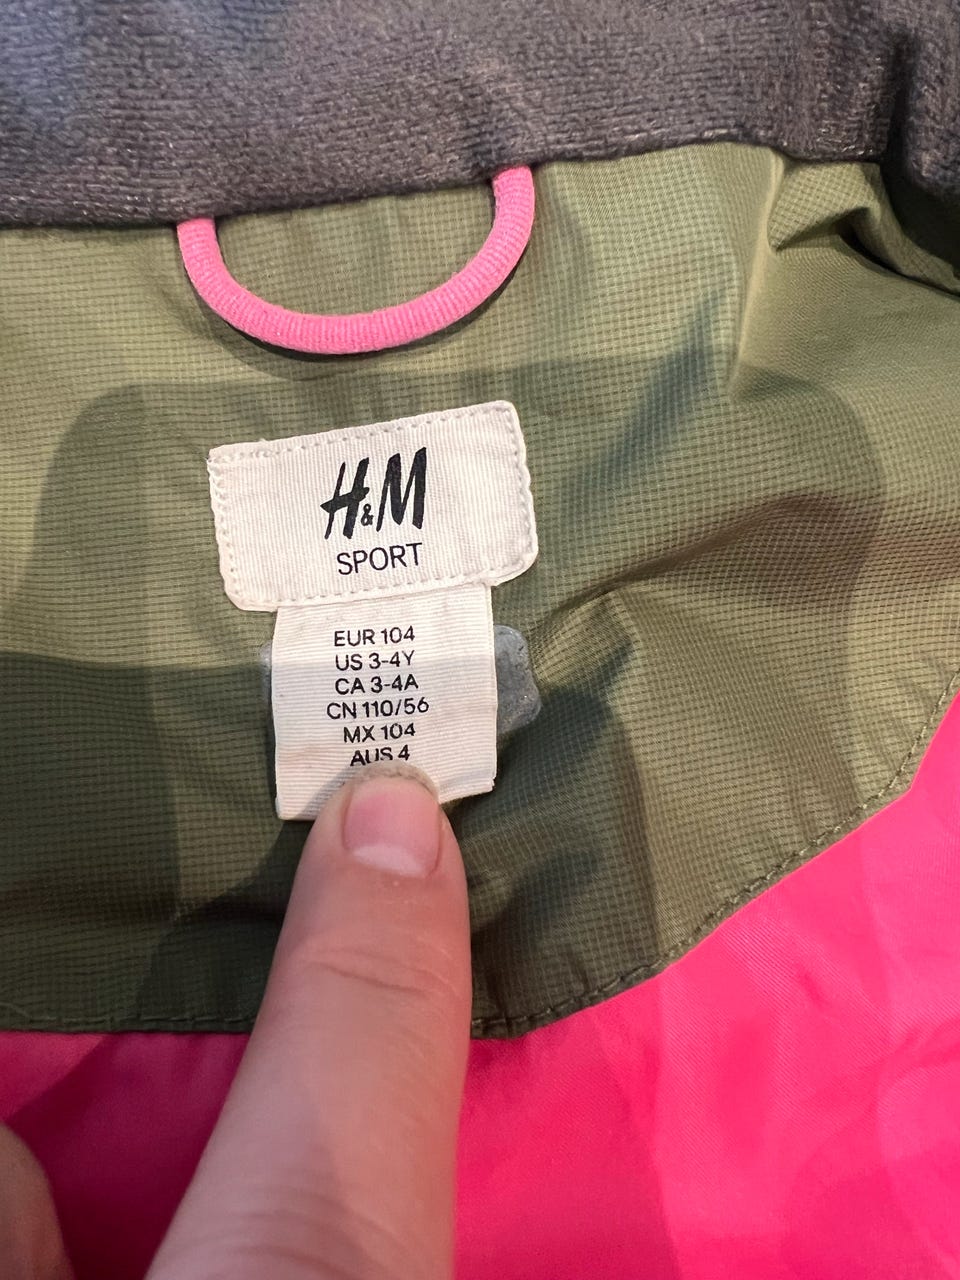 H&M
SPORT
EUR 104
US 3-4Y
CA 3-4A
CN 110/56
MX 104
AUS 4